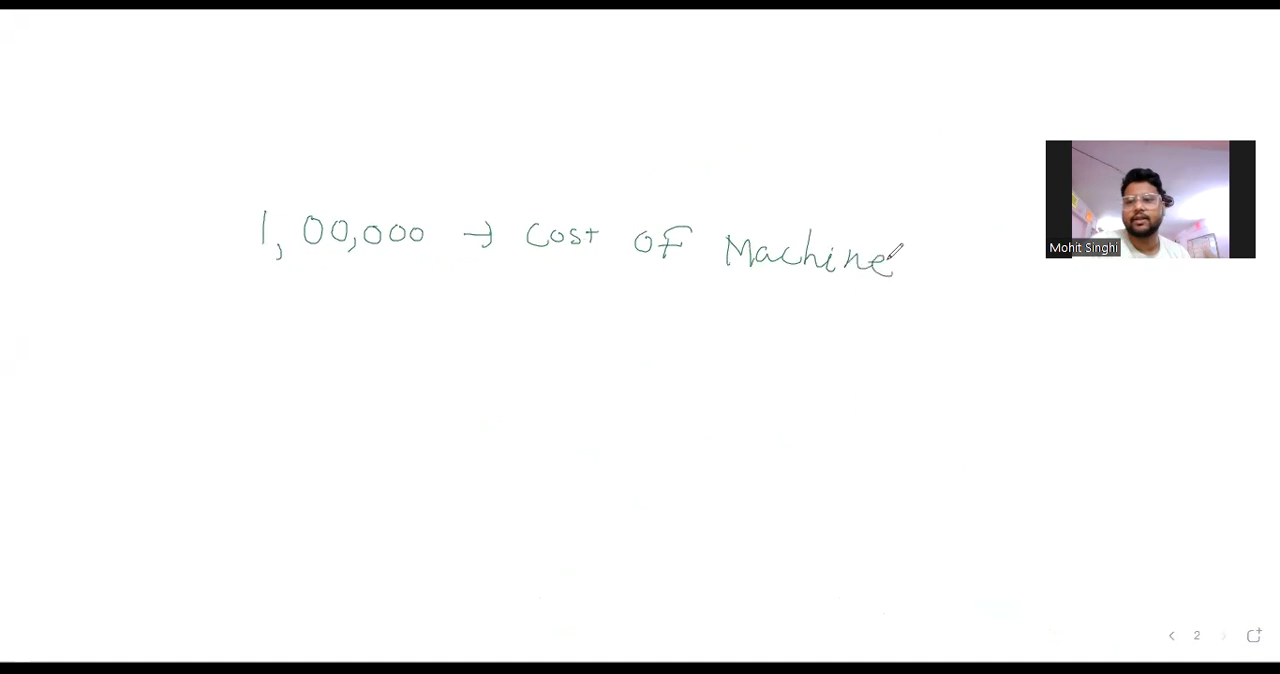 1,00,000 → Cost OF Machine
Mohit Singhi
2